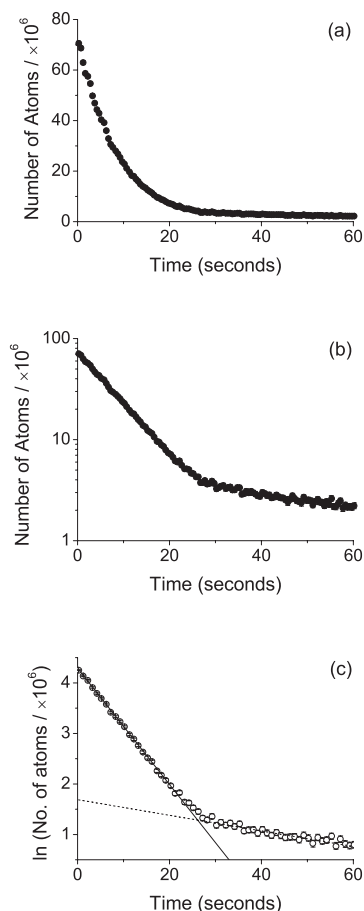 (a)
80
60
40
20
0
Number of Atoms / ×10⁶
0 20 40 60
Time (seconds)
(b)
100
10
1
Number of Atoms / ×10⁶
0 20 40 60
Time (seconds)
(c)
4
3
2
1
ln (No. of atoms / ×10⁶)
0 20 40 60
Time (seconds)